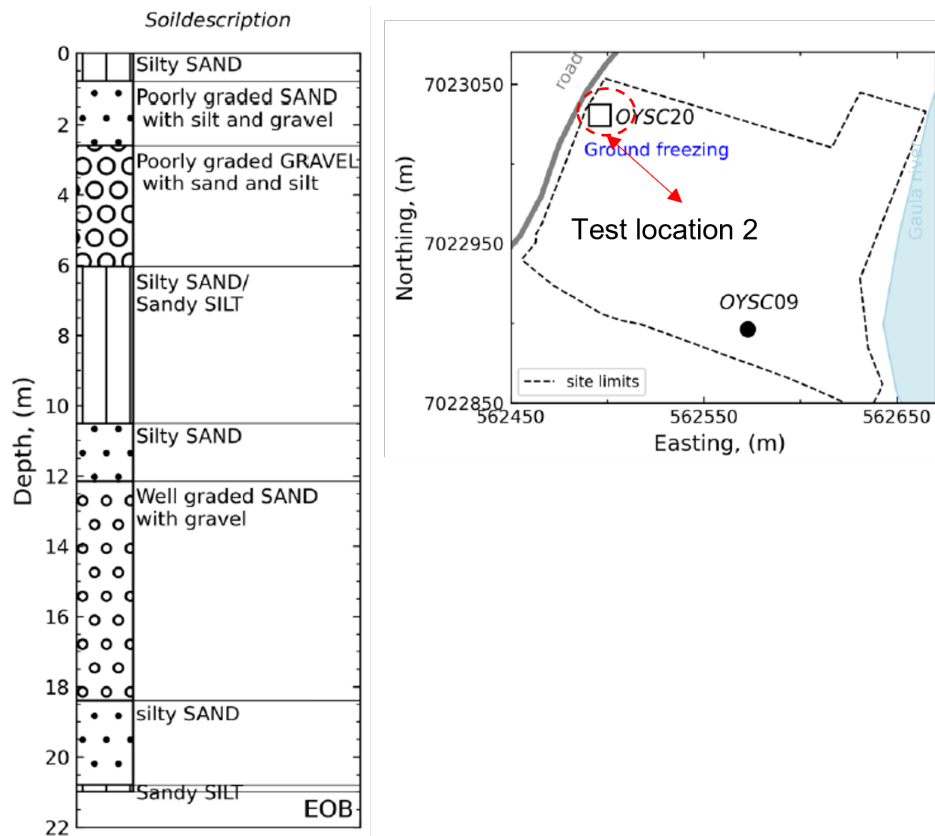 Soildescription
0
Silty SAND
Poorly graded SAND
with silt and gravel
2
Poorly graded GRAVEL
with sand and silt
4
6
Silty SAND/
Sandy SILT
8
10
Silty SAND
12
Well graded SAND
with gravel
14
16
18
silty SAND
20
Sandy SILT
EOB
22
Depth, (m)
road
7023050
OYSC20
Ground freezing
Test location 2
7022950
OYSC09
Gaula river
site limits
7022850
562450
562550
562650
Easting, (m)
Northing, (m)